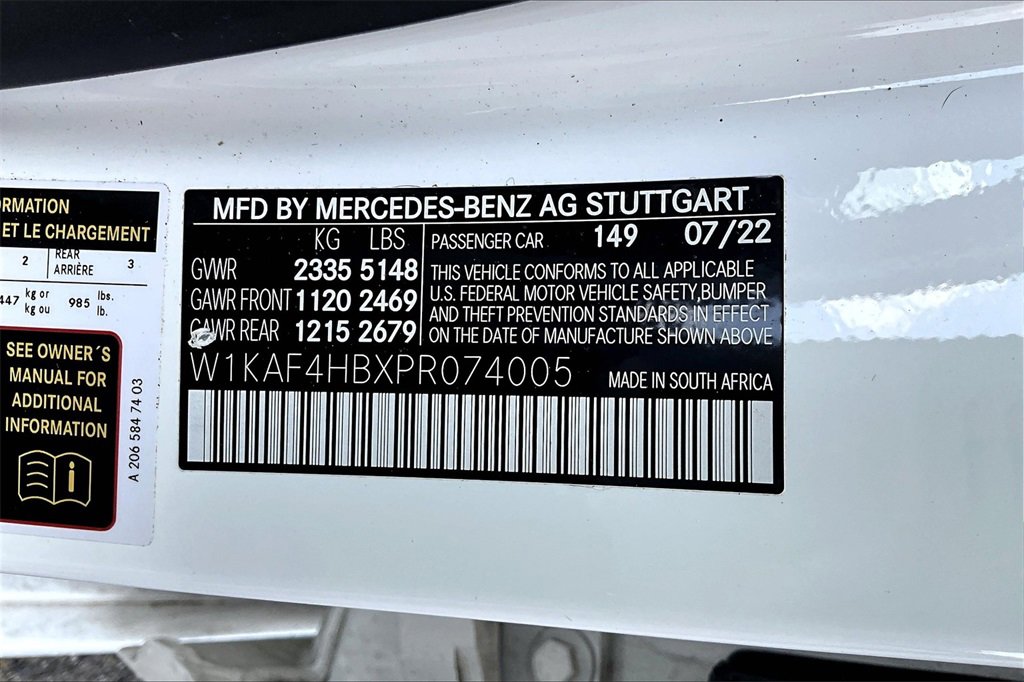 RMATION
ET LE CHARGEMENT
2 REAR ARRIÈRE 3
447 kg or kg ou 985 lbs. lb.
SEE OWNER´S
MANUAL FOR
ADDITIONAL
INFORMATION
A 206 584 74 03
MFD BY MERCEDES-BENZ AG STUTTGART
KG LBS
GVWR 2335 5148
GAWR FRONT 1120 2469
GAWR REAR 1215 2679
PASSENGER CAR 149 07/22
THIS VEHICLE CONFORMS TO ALL APPLICABLE
U.S. FEDERAL MOTOR VEHICLE SAFETY,BUMPER
AND THEFT PREVENTION STANDARDS IN EFFECT
ON THE DATE OF MANUFACTURE SHOWN ABOVE
W1KAF4HBXPR074005
MADE IN SOUTH AFRICA